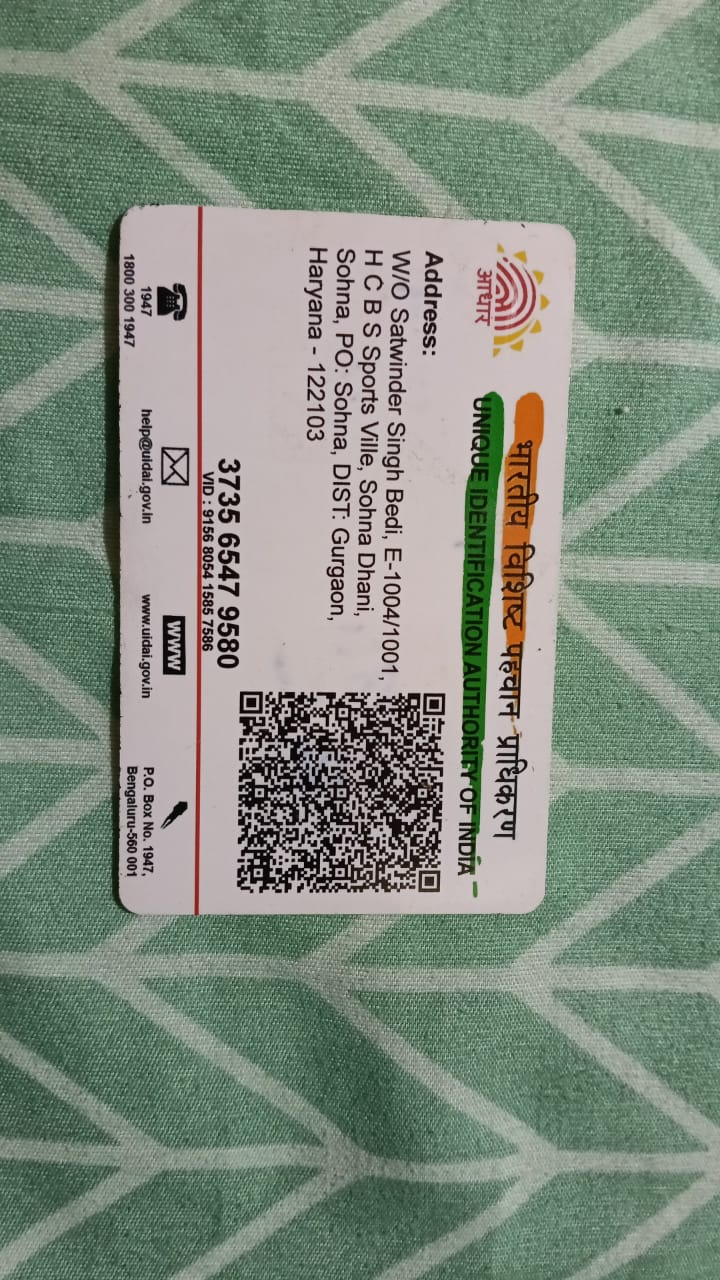 आधार
भारतीय विशिष्ट पहचान प्राधिकरण
UNIQUE IDENTIFICATION AUTHORITY OF INDIA
Address:
W/O Satwinder Singh Bedi, E-1004/1001,
H C B S Sports Ville, Sohna Dhani,
Sohna, PO: Sohna, DIST: Gurgaon,
Haryana - 122103
3735 6547 9580
VID : 9156 8054 1585 7586
1947
1800 300 1947
help@uidai.gov.in
www
www.uidai.gov.in
P.O. Box No. 1947,
Bengaluru-560 001